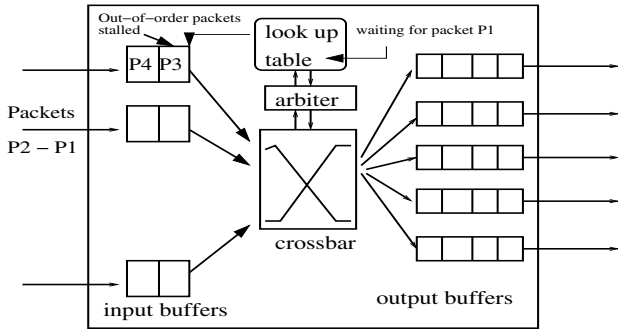 Out-of-order packets
stalled
look up
table
waiting for packet P1
P4 P3
arbiter
Packets
P2 - P1
crossbar
input buffers
output buffers